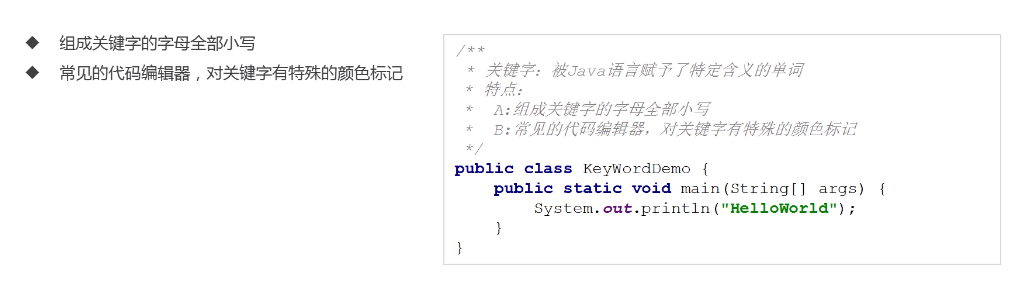 ◆ 组成关键字的字母全部小写
◆ 常见的代码编辑器，对关键字有特殊的颜色标记
/**
 * 关键字：被Java语言赋予了特定含义的单词
 * 特点：
 *  A:组成关键字的字母全部小写
 *  B:常见的代码编辑器，对关键字有特殊的颜色标记
 */
public class KeyWordDemo {
    public static void main(String[] args) {
        System.out.println("HelloWorld");
    }
}